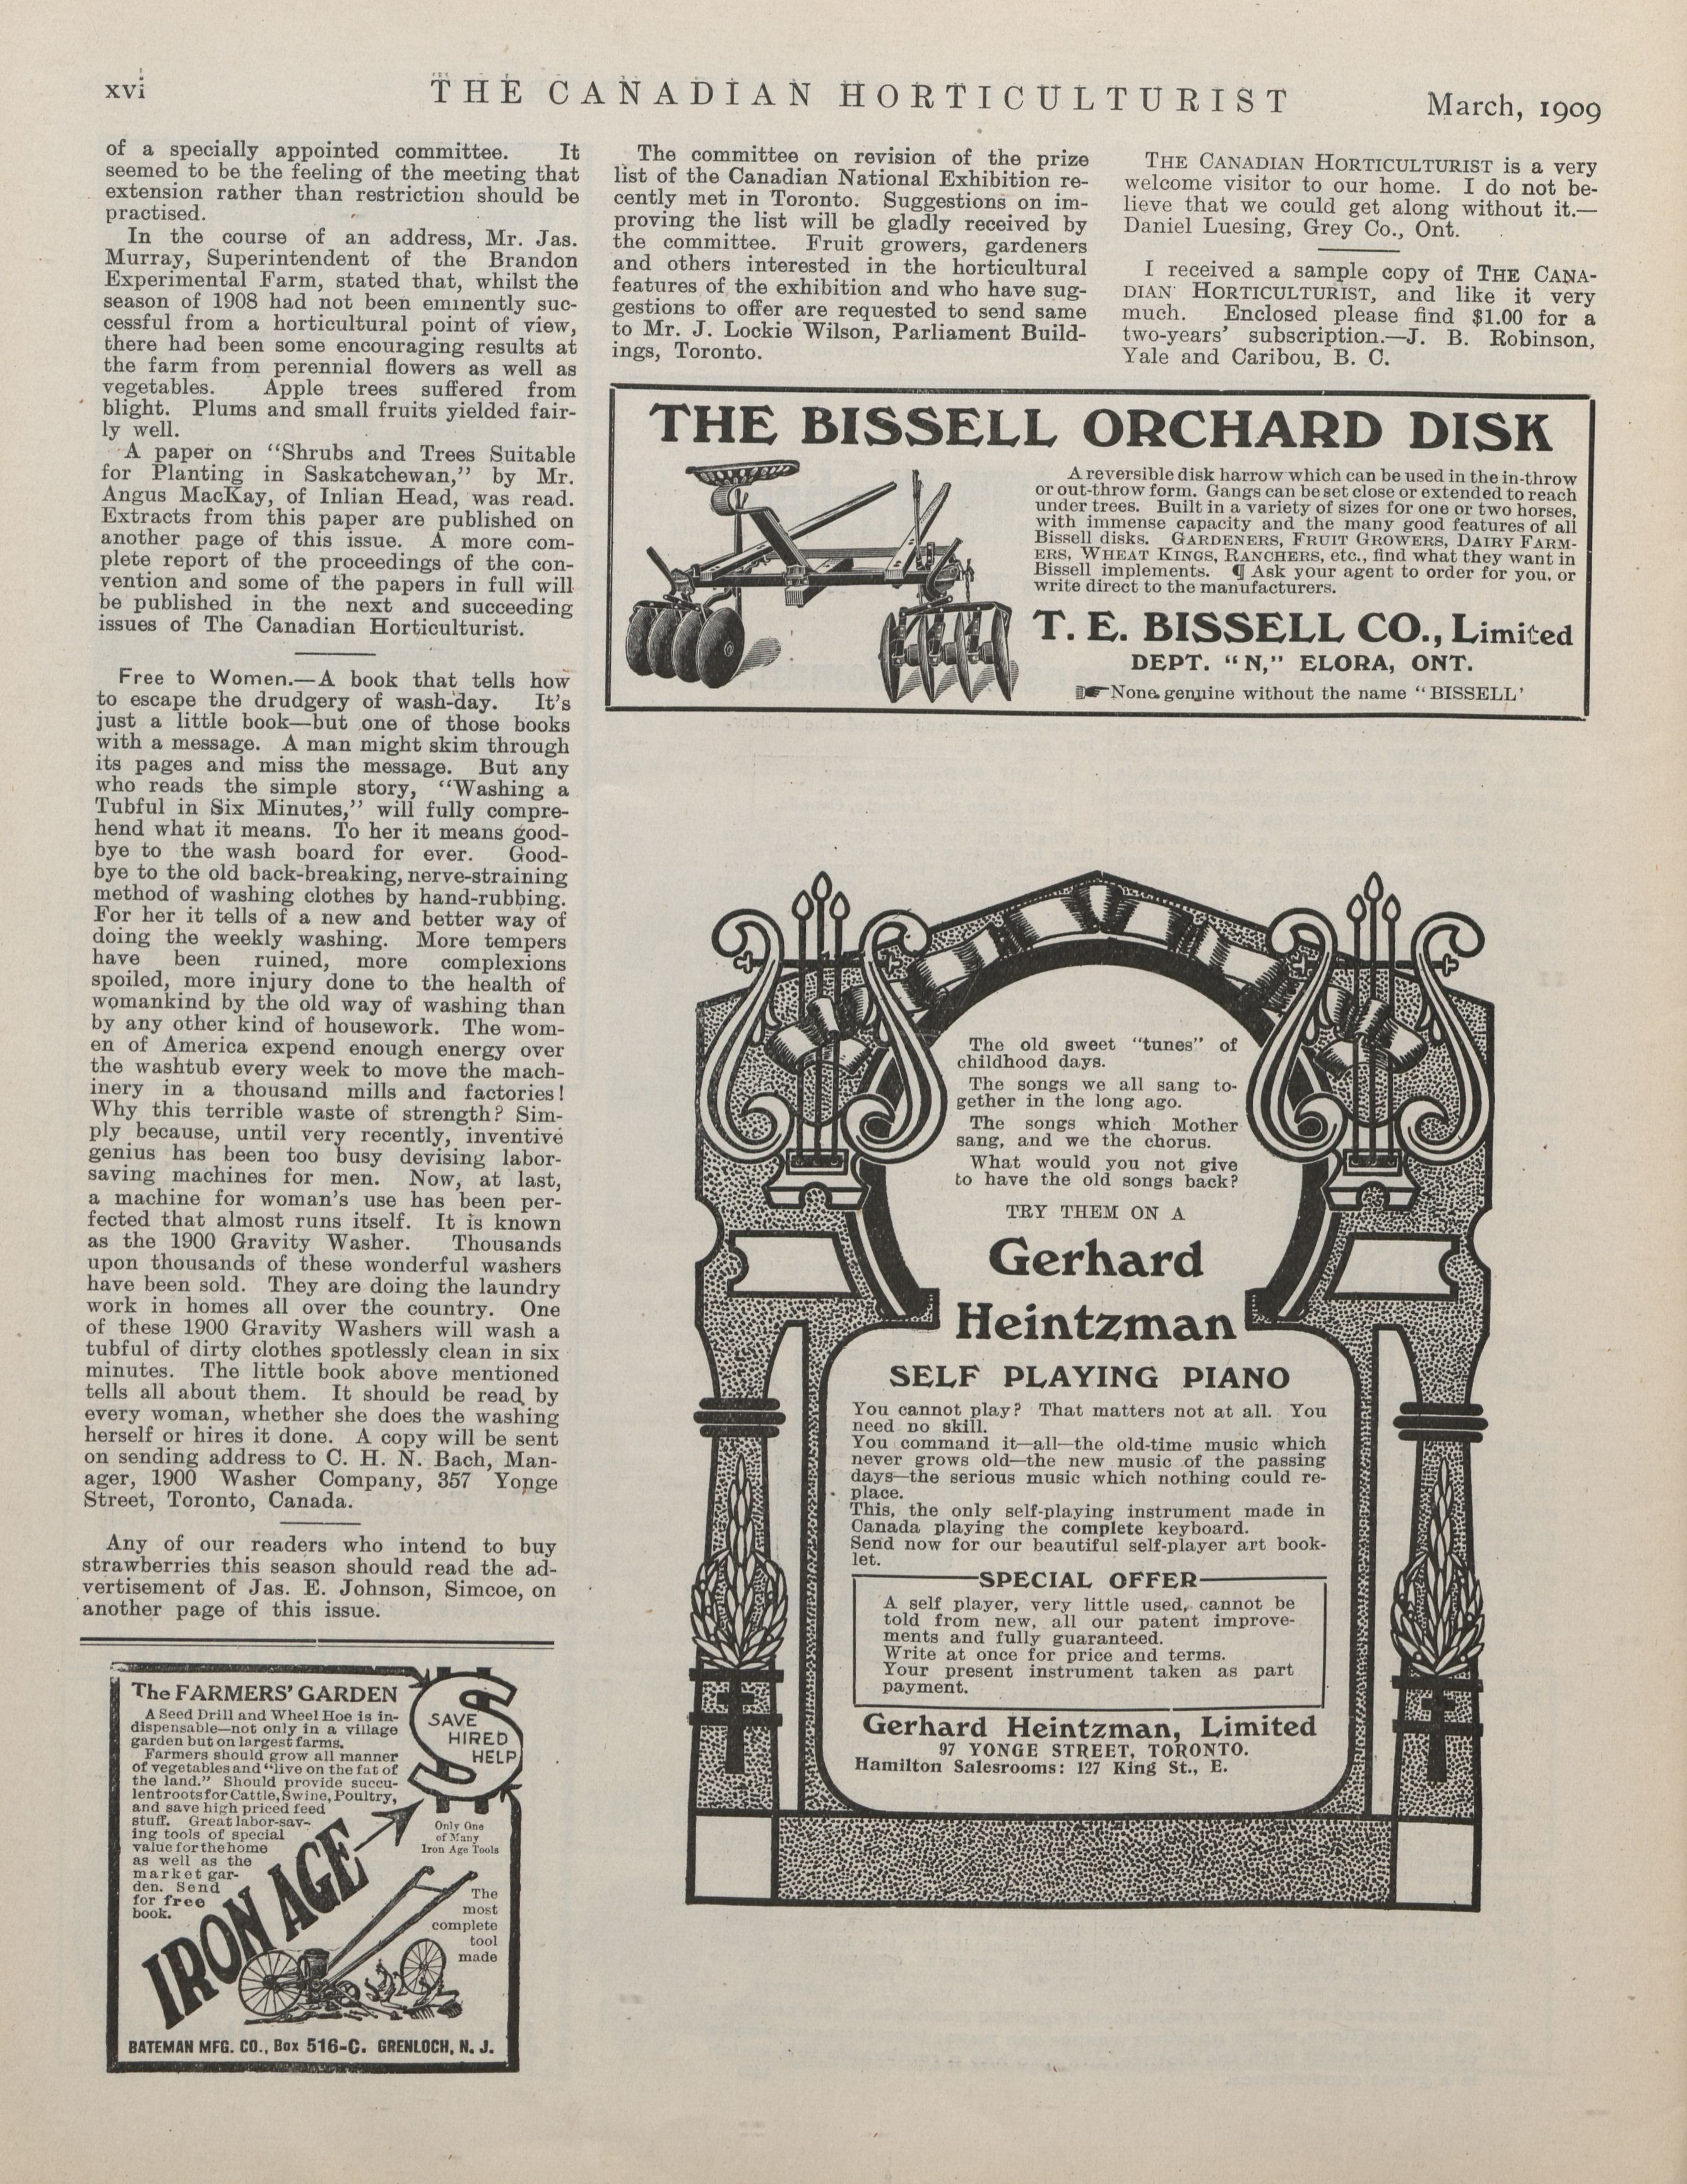 xvi
THE CANADIAN HORTICULTURIST
March, 1909
of a specially appointed committee. It
seemed to be the feeling of the meeting that
extension rather than restriction should be
practised.
In the course of an address, Mr. Jas.
Murray, Superintendent of the Brandon
Experimental Farm, stated that, whilst the
season of 1908 had not been eminently suc-
cessful from a horticultural point of view,
there had been some encouraging results at
the farm from perennial flowers as well as
vegetables. Apple trees suffered from
blight. Plums and small fruits yielded fair-
ly well.
A paper on "Shrubs and Trees Suitable
for Planting in Saskatchewan," by Mr.
Angus MacKay, of Inlian Head, was read.
Extracts from this paper are published on
another page of this issue. A more com-
plete report of the proceedings of the con-
vention and some of the papers in full will
be published in the next and succeeding
issues of The Canadian Horticulturist.
Free to Women.—A book that tells how
to escape the drudgery of wash-day. It's
just a little book—but one of those books
with a message. A man might skim through
its pages and miss the message. But any
who reads the simple story, "Washing a
Tubful in Six Minutes," will fully compre-
hend what it means. To her it means good-
bye to the wash board for ever. Good-
bye to the old back-breaking, nerve-straining
method of washing clothes by hand-rubbing.
For her it tells of a new and better way of
doing the weekly washing. More tempers
have been ruined, more complexions
spoiled, more injury done to the health of
womankind by the old way of washing than
by any other kind of housework. The wom-
en of America expend enough energy over
the washtub every week to move the mach-
inery in a thousand mills and factories!
Why this terrible waste of strength? Sim-
ply because, until very recently, inventive
genius has been too busy devising labor-
saving machines for men. Now, at last,
a machine for woman's use has been per-
fected that almost runs itself. It is known
as the 1900 Gravity Washer. Thousands
upon thousands of these wonderful washers
have been sold. They are doing the laundry
work in homes all over the country. One
of these 1900 Gravity Washers will wash a
tubful of dirty clothes spotlessly clean in six
minutes. The little book above mentioned
tells all about them. It should be read by
every woman, whether she does the washing
herself or hires it done. A copy will be sent
on sending address to C. H. N. Bach, Man-
ager, 1900 Washer Company, 357 Yonge
Street, Toronto, Canada.
Any of our readers who intend to buy
strawberries this season should read the ad-
vertisement of Jas. E. Johnson, Simcoe, on
another page of this issue.
The FARMERS' GARDEN
A Seed Drill and Wheel Hoe is in-
dispensable—not only in a village
garden but on largest farms.
Farmers should grow all manner
of vegetables and "live on the fat of
the land." Should provide succu-
lent roots for Cattle, Swine, Poultry,
and save high priced feed
stuff. Great labor-sav-
ing tools of special
value for the home
as well as the
market gar-
den. Send
for free
book.
SAVE
HIRED
HELP
Only One
of Many
Iron Age Tools
IRON AGE
The
most
complete
tool
made
BATEMAN MFG. CO., Box 516-C. GRENLOCH, N. J.
The committee on revision of the prize
list of the Canadian National Exhibition re-
cently met in Toronto. Suggestions on im-
proving the list will be gladly received by
the committee. Fruit growers, gardeners
and others interested in the horticultural
features of the exhibition and who have sug-
gestions to offer are requested to send same
to Mr. J. Lockie Wilson, Parliament Build-
ings, Toronto.
THE CANADIAN HORTICULTURIST is a very
welcome visitor to our home. I do not be-
lieve that we could get along without it.—
Daniel Luesing, Grey Co., Ont.
I received a sample copy of THE CANA-
DIAN HORTICULTURIST, and like it very
much. Enclosed please find $1.00 for a
two-years' subscription.—J. B. Robinson,
Yale and Caribou, B. C.
THE BISSELL ORCHARD DISK
A reversible disk harrow which can be used in the in-throw
or out-throw form. Gangs can be set close or extended to reach
under trees. Built in a variety of sizes for one or two horses,
with immense capacity and the many good features of all
Bissell disks. GARDENERS, FRUIT GROWERS, DAIRY FARM-
ERS, WHEAT KINGS, RANCHERS, etc., find what they want in
Bissell implements. ¶ Ask your agent to order for you, or
write direct to the manufacturers.
T. E. BISSELL CO., Limited
DEPT. "N," ELORA, ONT.
☛None genuine without the name "BISSELL'
The old sweet "tunes" of
childhood days.
The songs we all sang to-
gether in the long ago.
The songs which Mother
sang, and we the chorus.
What would you not give
to have the old songs back?
TRY THEM ON A
Gerhard
Heintzman
SELF PLAYING PIANO
You cannot play? That matters not at all. You
need no skill.
You command it—all—the old-time music which
never grows old—the new music of the passing
days—the serious music which nothing could re-
place.
This, the only self-playing instrument made in
Canada playing the complete keyboard.
Send now for our beautiful self-player art book-
let.
SPECIAL OFFER
A self player, very little used, cannot be
told from new, all our patent improve-
ments and fully guaranteed.
Write at once for price and terms.
Your present instrument taken as part
payment.
Gerhard Heintzman, Limited
97 YONGE STREET, TORONTO.
Hamilton Salesrooms: 127 King St., E.